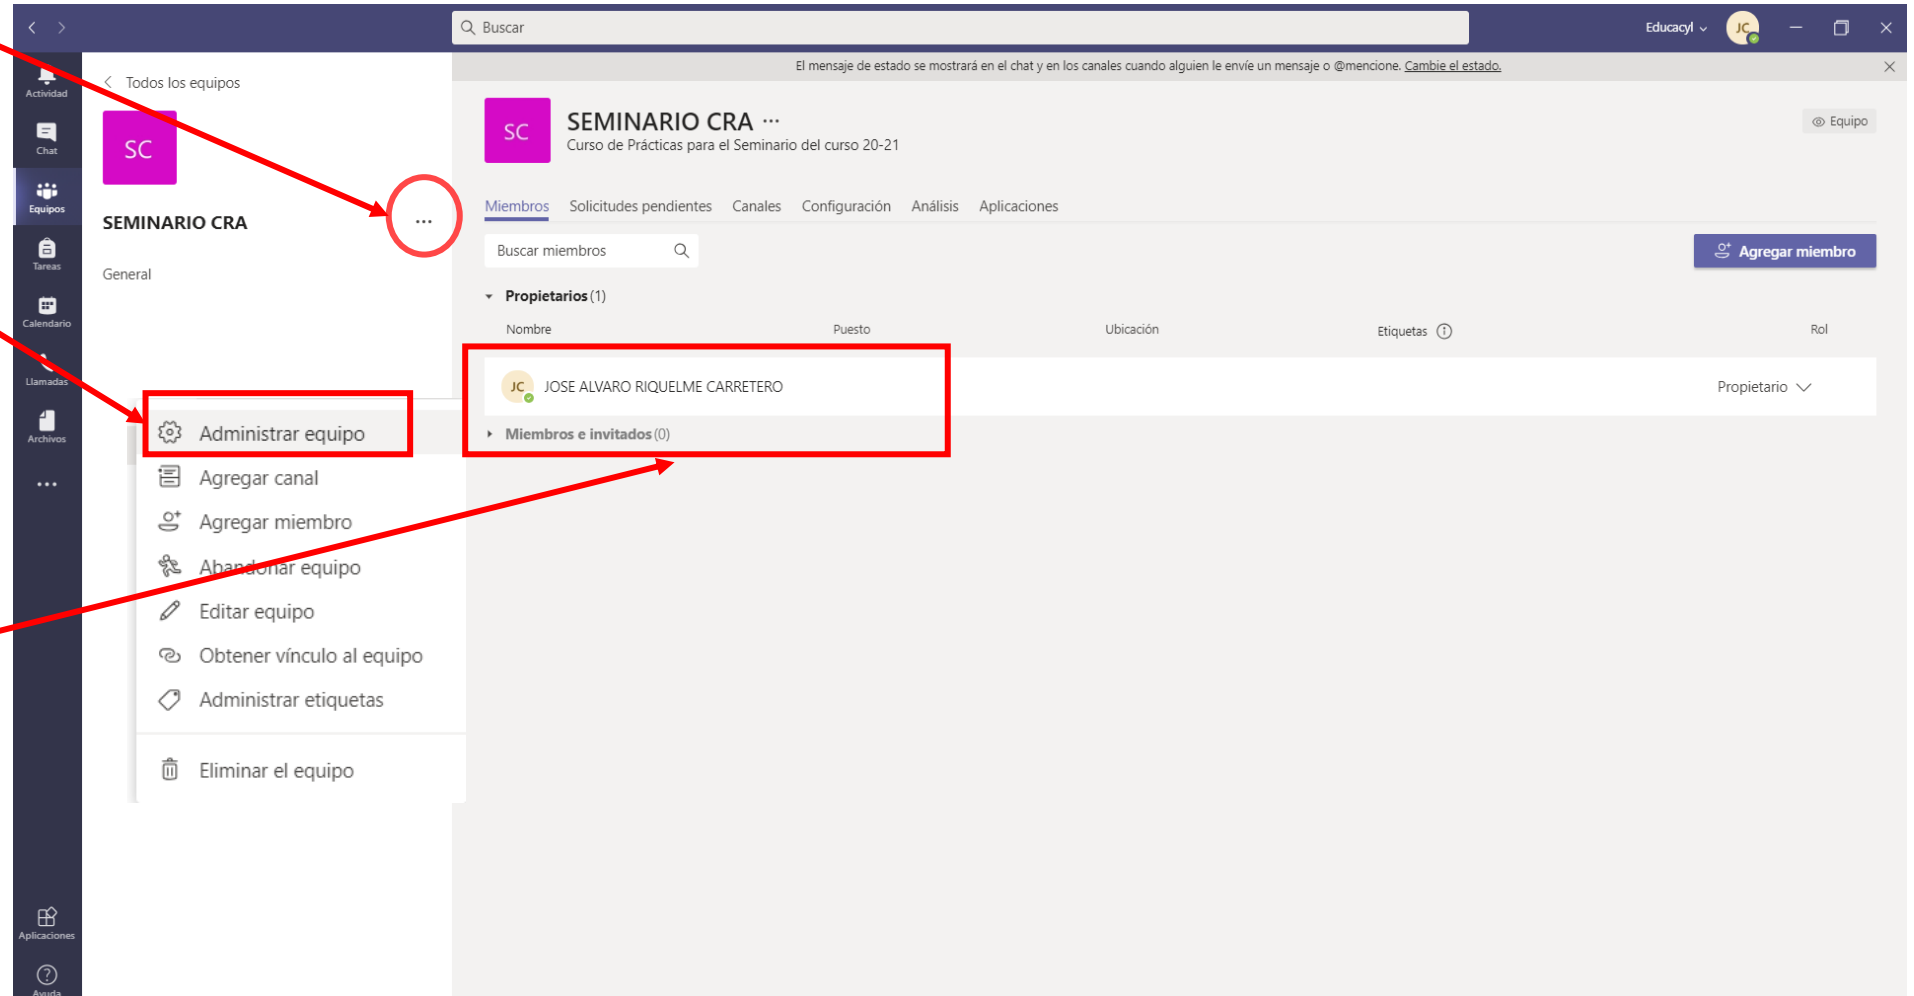 Buscar
Educacyl
JC
El mensaje de estado se mostrará en el chat y en los canales cuando alguien le envíe un mensaje o @mencione. Cambie el estado.
Actividad
Chat
Equipos
Tareas
Calendario
Llamadas
Archivos
Aplicaciones
Ayuda
Todos los equipos
SC
SEMINARIO CRA
...
General
Administrar equipo
Agregar canal
Agregar miembro
Abandonar equipo
Editar equipo
Obtener vínculo al equipo
Administrar etiquetas
Eliminar el equipo
SC
SEMINARIO CRA ...
Curso de Prácticas para el Seminario del curso 20-21
Equipo
Miembros Solicitudes pendientes Canales Configuración Análisis Aplicaciones
Buscar miembros
Agregar miembro
Propietarios (1)
Nombre Puesto Ubicación Etiquetas Rol
JC JOSE ALVARO RIQUELME CARRETERO Propietario
Miembros e invitados (0)